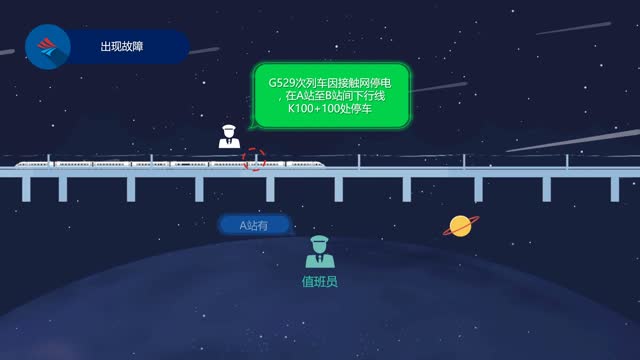 出现故障
G529次列车因接触网停电
，在A站至B站间下行线
K100+100处停车
A站有
值班员